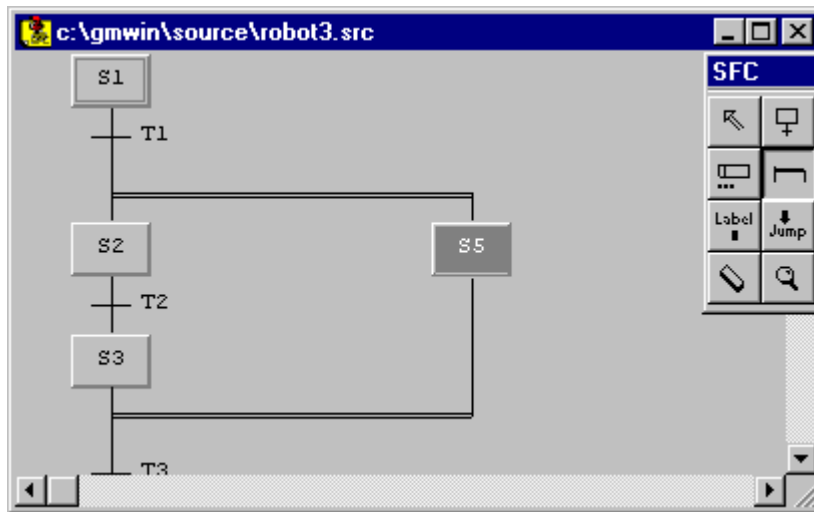 c:\gmwin\source\robot3.src
SFC
S1
T1
Label
Jump
S2
S5
T2
S3
T3